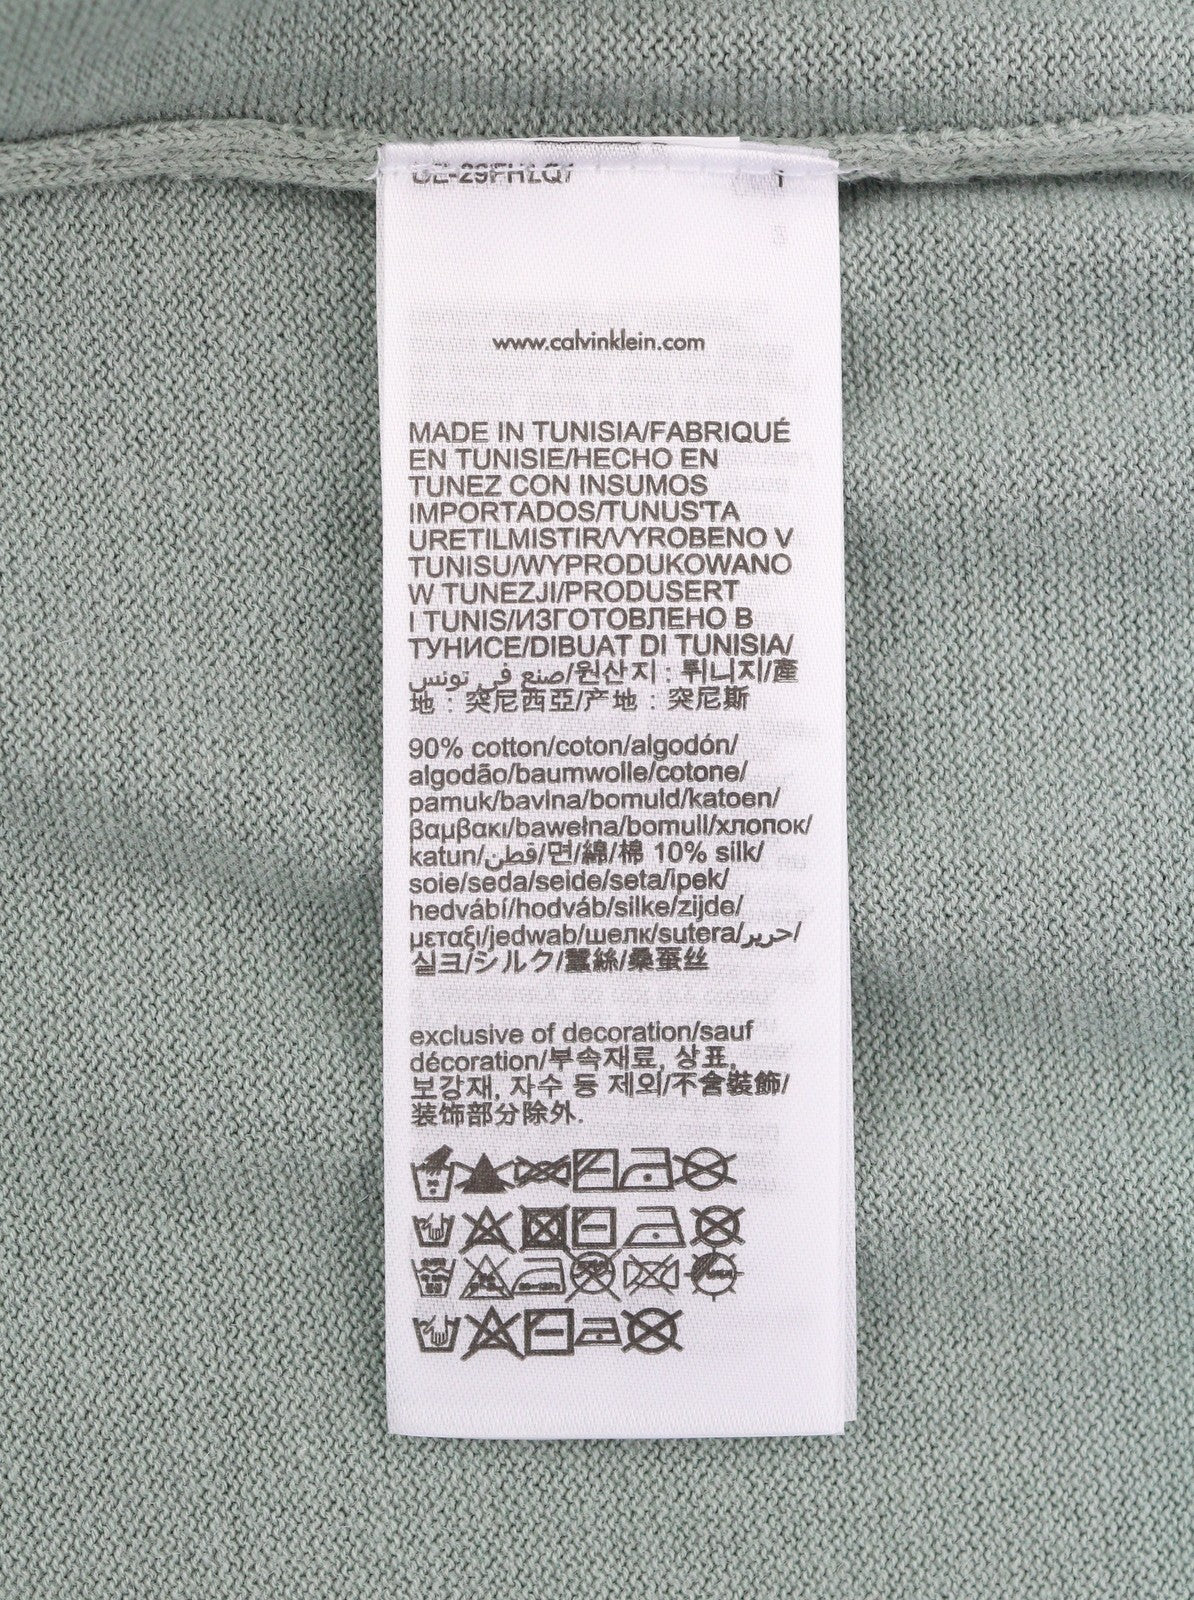 www.calvinklein.com
MADE IN TUNISIA/FABRIQUÉ
EN TUNISIE/HECHO EN
TUNEZ CON INSUMOS
IMPORTADOS/TUNUS'TA
URETILMISTIR/VYROBENO V
TUNISU/WYPRODUKOWANO
W TUNEZJI/PRODUSERT
I TUNIS/ИЗГОТОВЛЕНО В
ТУНИСЕ/DIBUAT DI TUNISIA/
صنع في تونس/원산지 : 튀니지/產
地 : 突尼西亞/产地 : 突尼斯
90% cotton/coton/algodón/
algodão/baumwolle/cotone/
pamuk/bavlna/bomuld/katoen/
βαμβακι/bawełna/bomull/хлопок/
katun/قطن/면/綿/棉 10% silk/
soie/seda/seide/seta/ipek/
hedvábí/hodváb/silke/zijde/
μεταξi/jedwab/шелк/sutera/حرير/
실크/シルク/蠶絲/桑蚕丝
exclusive of decoration/sauf
décoration/부속재료, 상표,
보강재, 자수 등 제외/不含裝飾/
装饰部分除外.